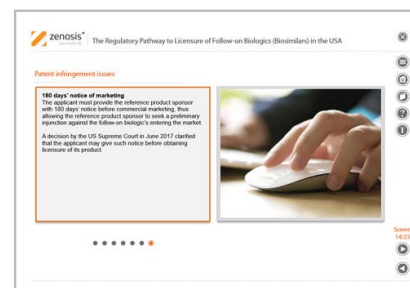 zenosis®
The Regulatory Pathway to Licensure of Follow-on Biologics (Biosimilars) in the USA
Patent infringement issues
180 days' notice of marketing
The applicant must provide the reference product sponsor
with 180 days' notice before commercial marketing, thus
allowing the reference product sponsor to seek a preliminary
injunction against the follow-on biologic's entering the market.
A decision by the US Supreme Court in June 2017 clarified
that the applicant may give such notice before obtaining
licensure of its product.
Screen
14/23